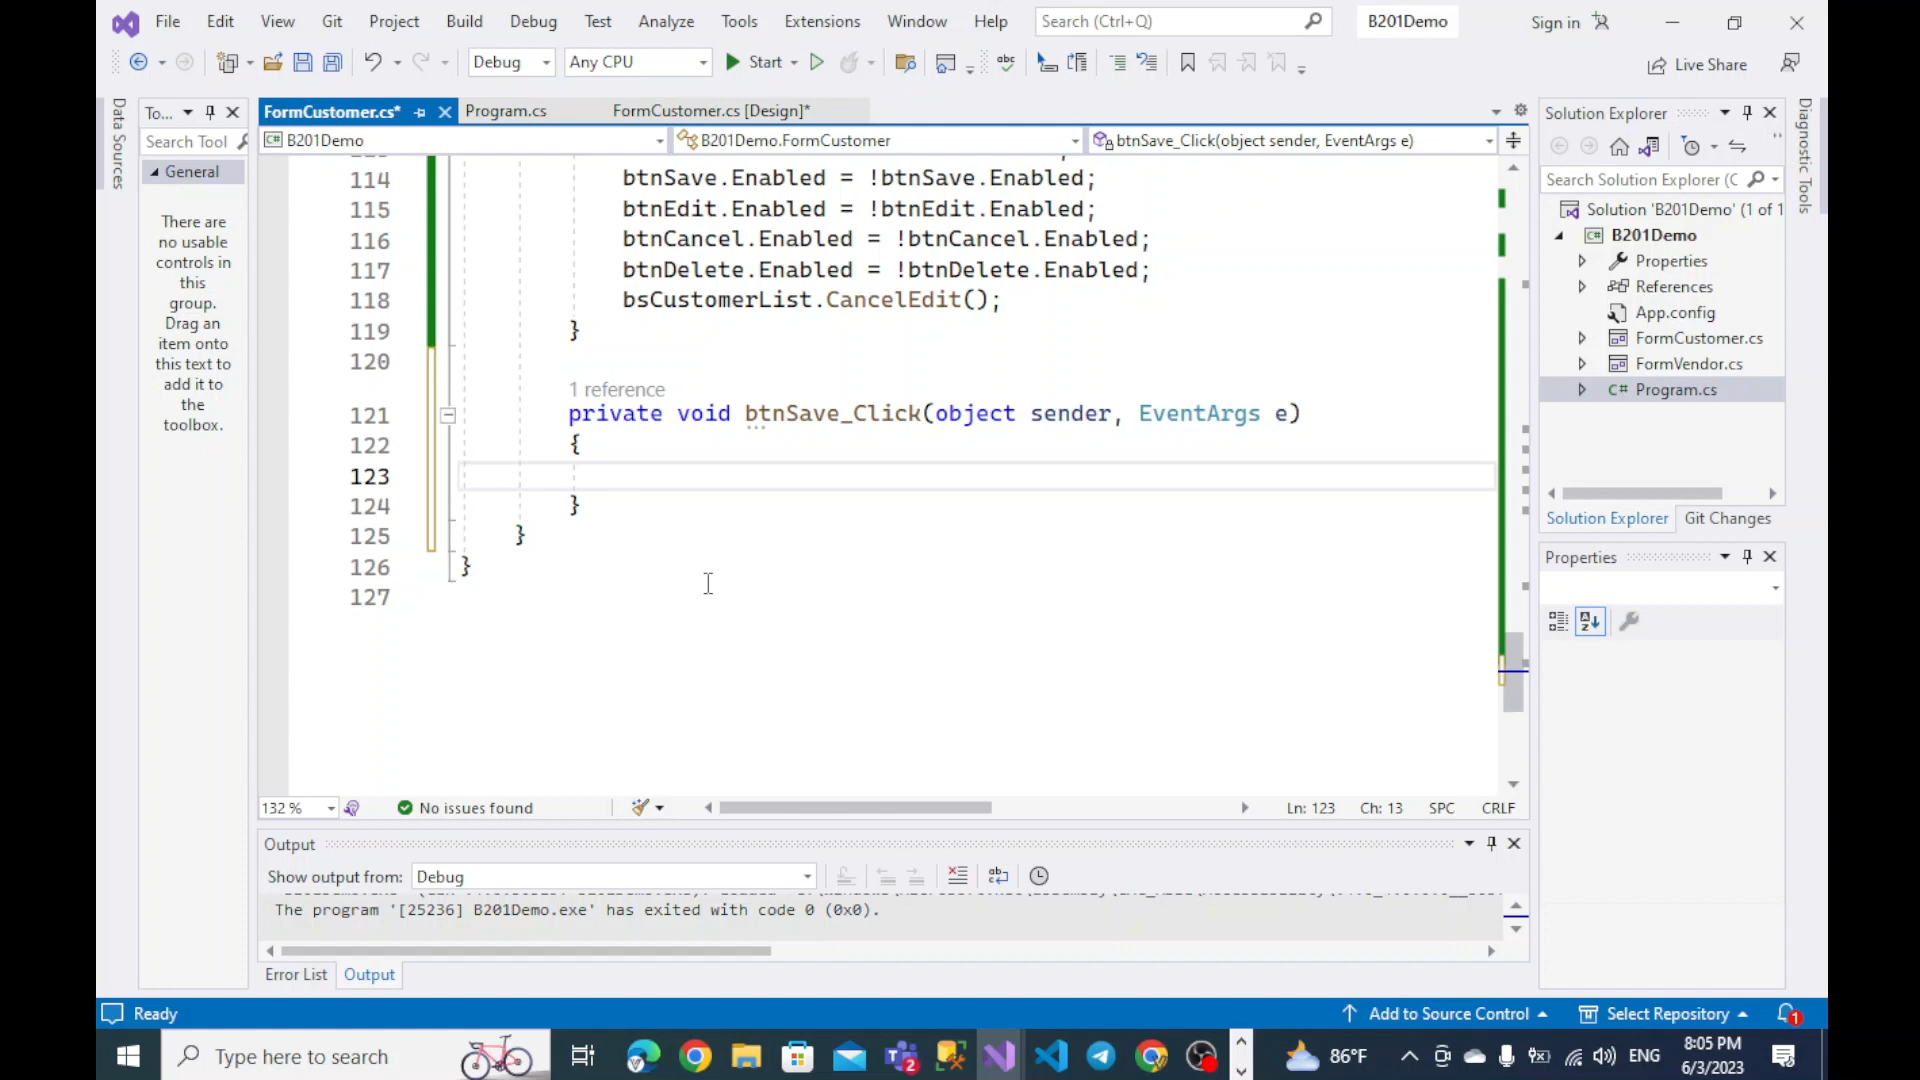 File Edit View Git Project Build Debug Test Analyze Tools Extensions Window Help Search (Ctrl+Q) B201Demo Sign in
Debug Any CPU Start Live Share
Data Sources
To...
Search Tool
General
There are
no usable
controls in
this
group.
Drag an
item onto
this text to
add it to
the
toolbox.
FormCustomer.cs* Program.cs FormCustomer.cs [Design]*
C# B201Demo B201Demo.FormCustomer btnSave_Click(object sender, EventArgs e)
114 btnSave.Enabled = !btnSave.Enabled;
115 btnEdit.Enabled = !btnEdit.Enabled;
116 btnCancel.Enabled = !btnCancel.Enabled;
117 btnDelete.Enabled = !btnDelete.Enabled;
118 bsCustomerList.CancelEdit();
119 }
120
1 reference
121 private void btnSave_Click(object sender, EventArgs e)
122 {
123
124 }
125 }
126 }
127
132 % No issues found Ln: 123 Ch: 13 SPC CRLF
Output
Show output from: Debug
The program '[25236] B201Demo.exe' has exited with code 0 (0x0).
Error List Output
Solution Explorer
Search Solution Explorer (C
Solution 'B201Demo' (1 of 1
C# B201Demo
Properties
References
App.config
FormCustomer.cs
FormVendor.cs
C# Program.cs
Solution Explorer Git Changes
Properties
Diagnostic Tools
Ready Add to Source Control Select Repository 1
Type here to search 2 86°F ENG 8:05 PM
6/3/2023